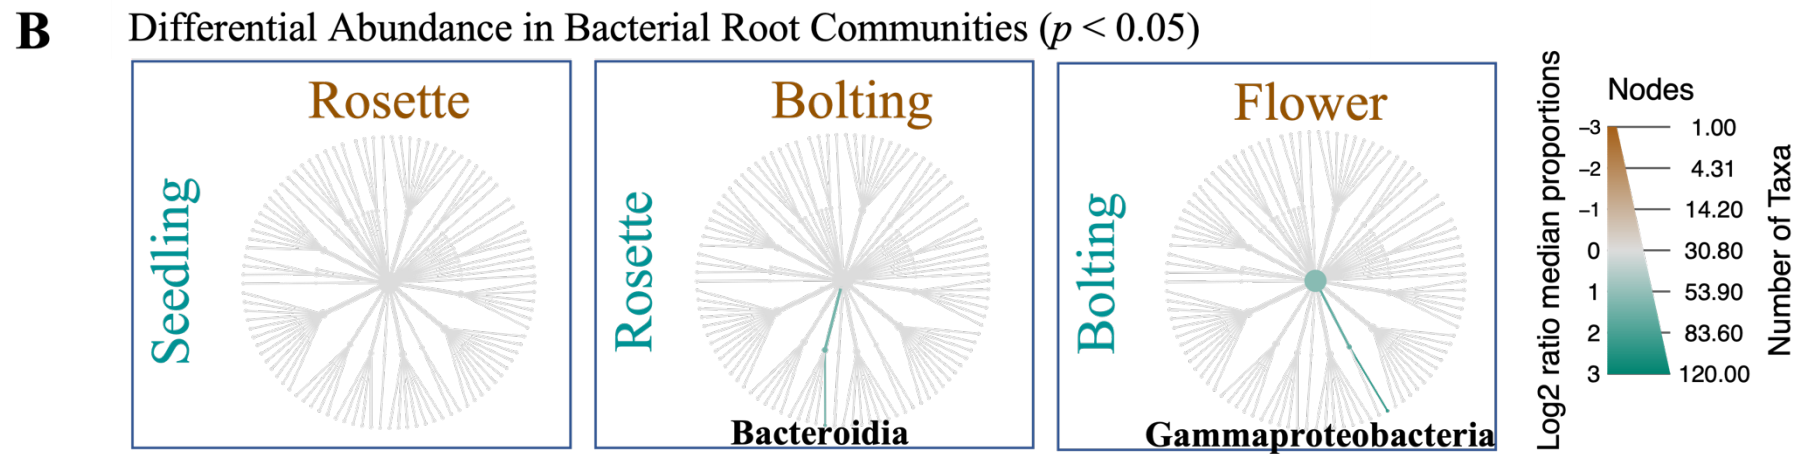 B
Differential Abundance in Bacterial Root Communities (p < 0.05)
Rosette
Seedling
Bolting
Rosette
Bacteroidia
Flower
Bolting
Gammaproteobacteria
Log2 ratio median proportions
Nodes
−3 1.00
−2 4.31
−1 14.20
0 30.80
1 53.90
2 83.60
3 120.00
Number of Taxa